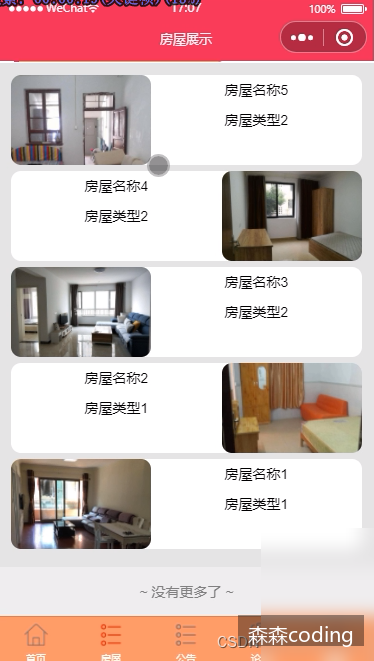 WeChat
17:07
100%
房屋展示
房屋名称5
房屋类型2
房屋名称4
房屋类型2
房屋名称3
房屋类型2
房屋名称2
房屋类型1
房屋名称1
房屋类型1
~ 没有更多了 ~
森森coding
首页
房屋
公告